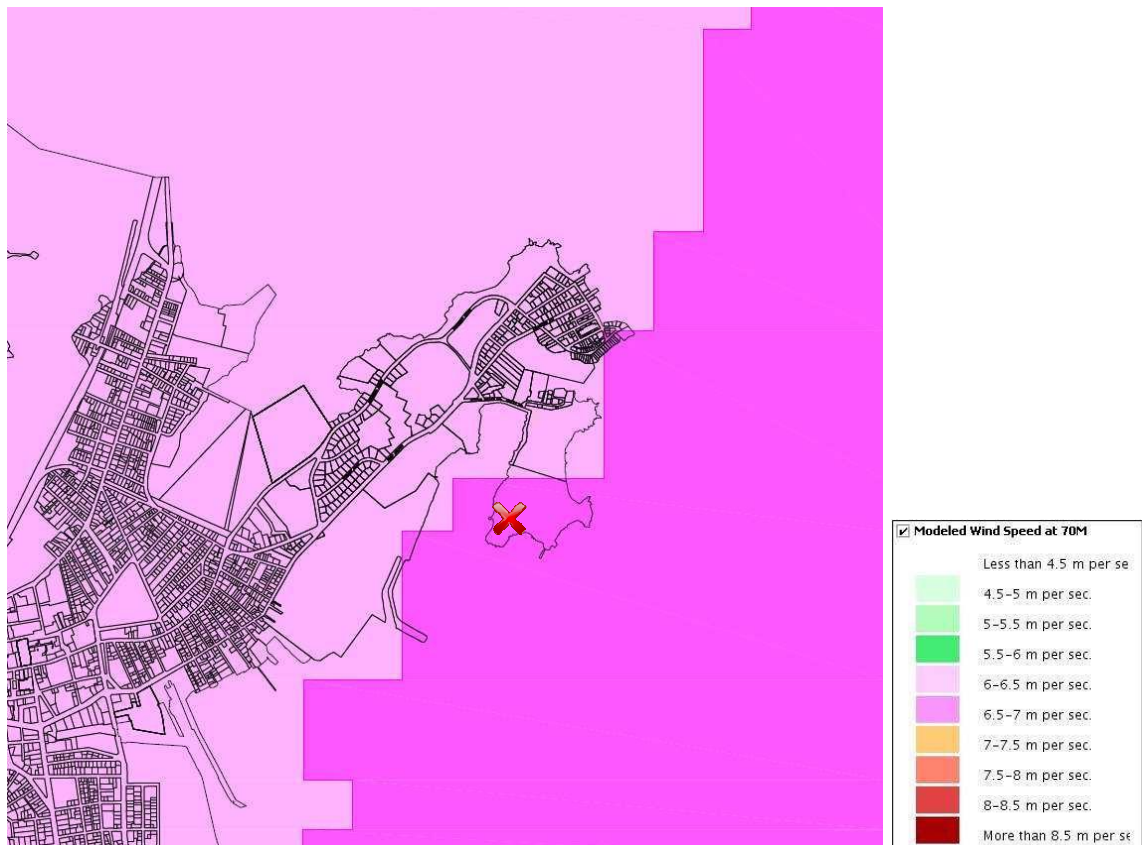 Modeled Wind Speed at 70M
Less than 4.5 m per se
4.5-5 m per sec.
5-5.5 m per sec.
5.5-6 m per sec.
6-6.5 m per sec.
6.5-7 m per sec.
7-7.5 m per sec.
7.5-8 m per sec.
8-8.5 m per sec.
More than 8.5 m per se